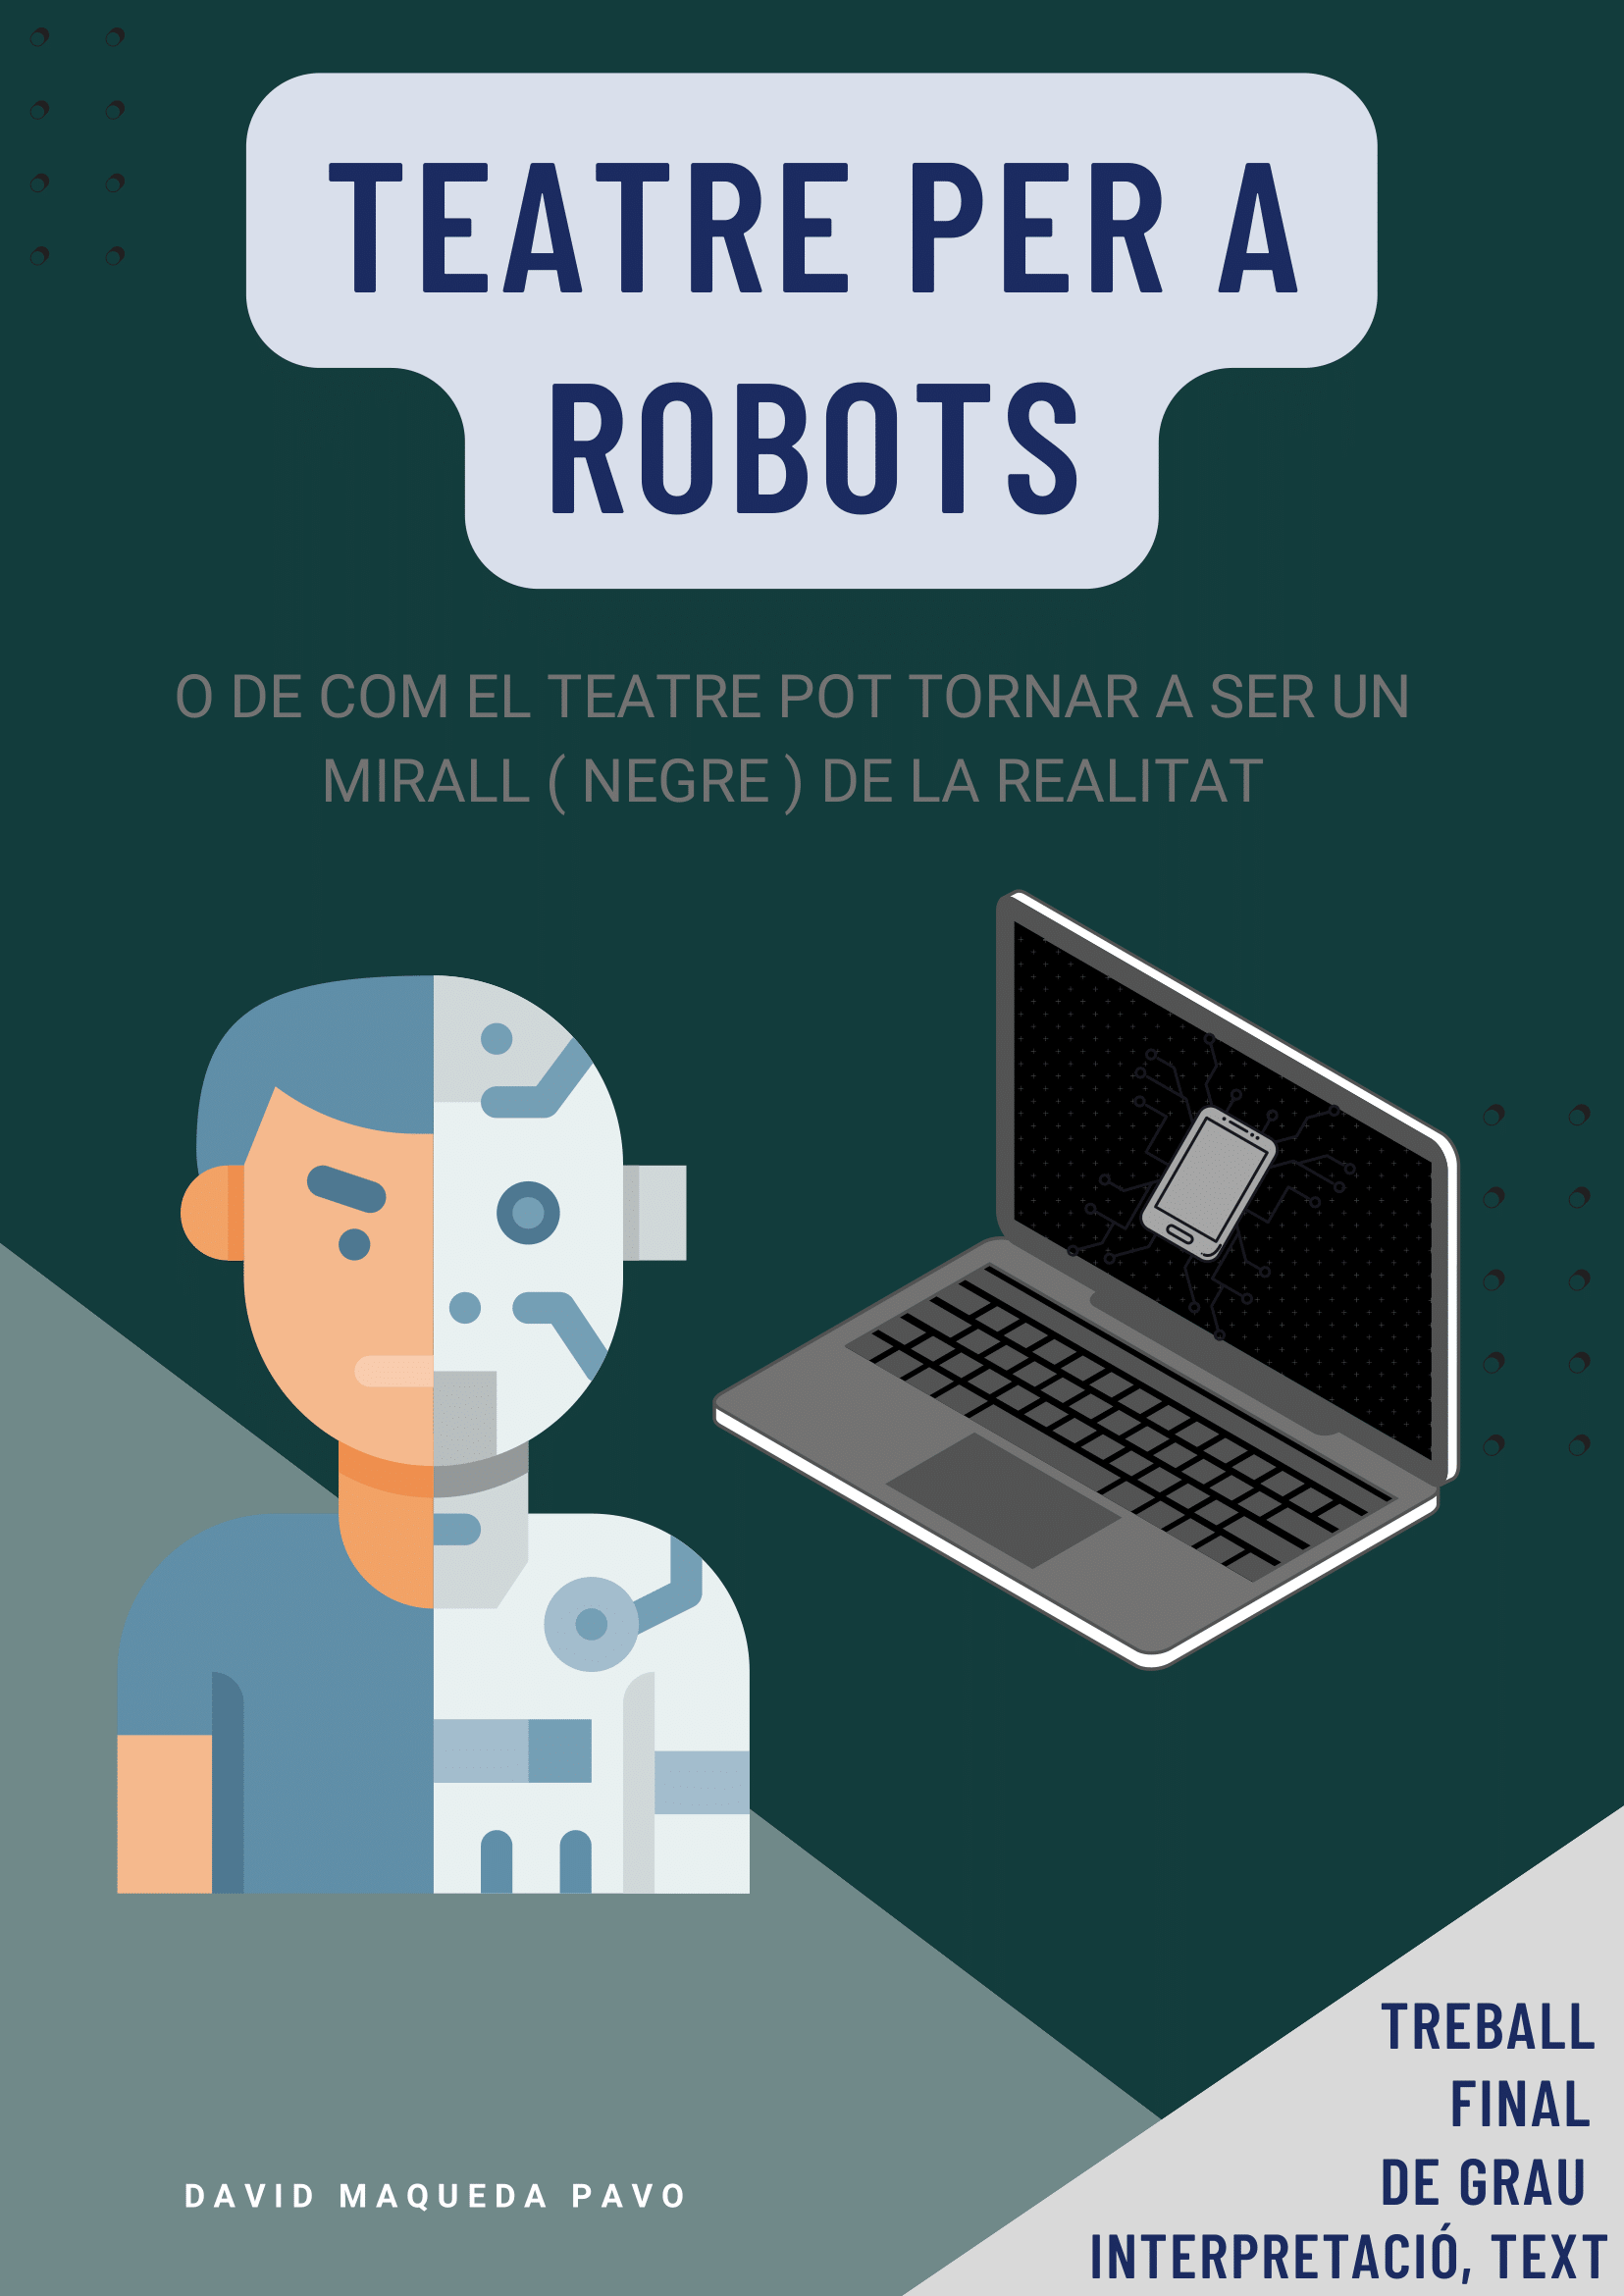 TEATRE PER A
ROBOTS
O DE COM EL TEATRE POT TORNAR A SER UN
MIRALL ( NEGRE ) DE LA REALITAT
DAVID MAQUEDA PAVO
TREBALL
FINAL
DE GRAU
INTERPRETACIÓ, TEXT